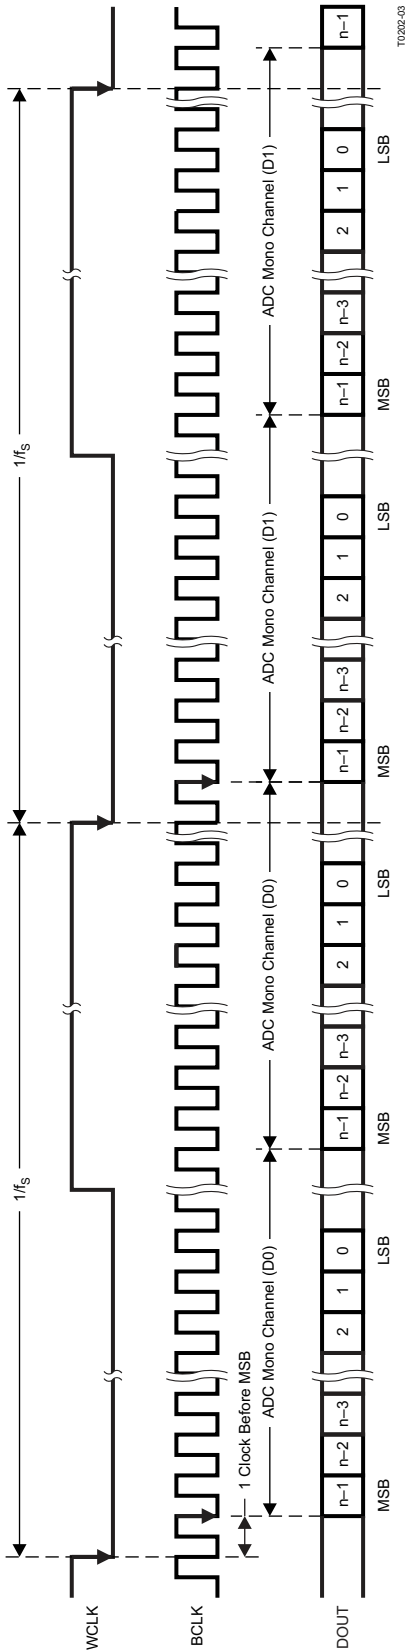 1/fS 1/fS
WCLK
BCLK
1 Clock Before MSB
ADC Mono Channel (D0) ADC Mono Channel (D0) ADC Mono Channel (D1) ADC Mono Channel (D1)
DOUT n–1 n–2 n–3 2 1 0 n–1 n–2 n–3 2 1 0 n–1 n–2 n–3 2 1 0 n–1 n–2 n–3 2 1 0 n–1
MSB LSB MSB LSB MSB LSB MSB LSB
T0202-03